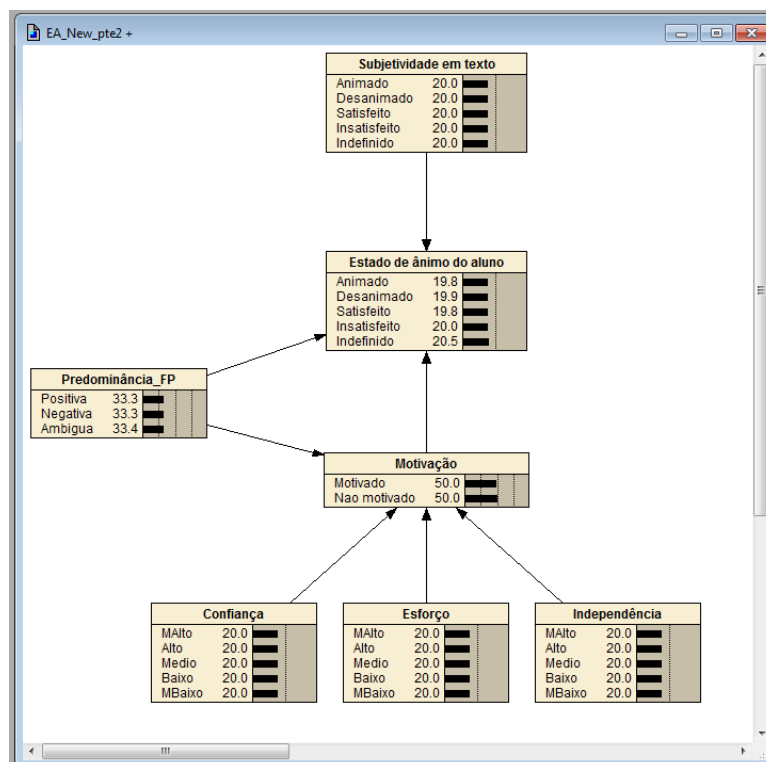 EA_New_pte2 +
Subjetividade em texto
Animado 20.0
Desanimado 20.0
Satisfeito 20.0
Insatisfeito 20.0
Indefinido 20.0
Estado de ânimo do aluno
Animado 19.8
Desanimado 19.9
Satisfeito 19.8
Insatisfeito 20.0
Indefinido 20.5
Predominância_FP
Positiva 33.3
Negativa 33.3
Ambigua 33.4
Motivação
Motivado 50.0
Nao motivado 50.0
Confiança
MAlto 20.0
Alto 20.0
Medio 20.0
Baixo 20.0
MBaixo 20.0
Esforço
MAlto 20.0
Alto 20.0
Medio 20.0
Baixo 20.0
MBaixo 20.0
Independência
MAlto 20.0
Alto 20.0
Medio 20.0
Baixo 20.0
MBaixo 20.0